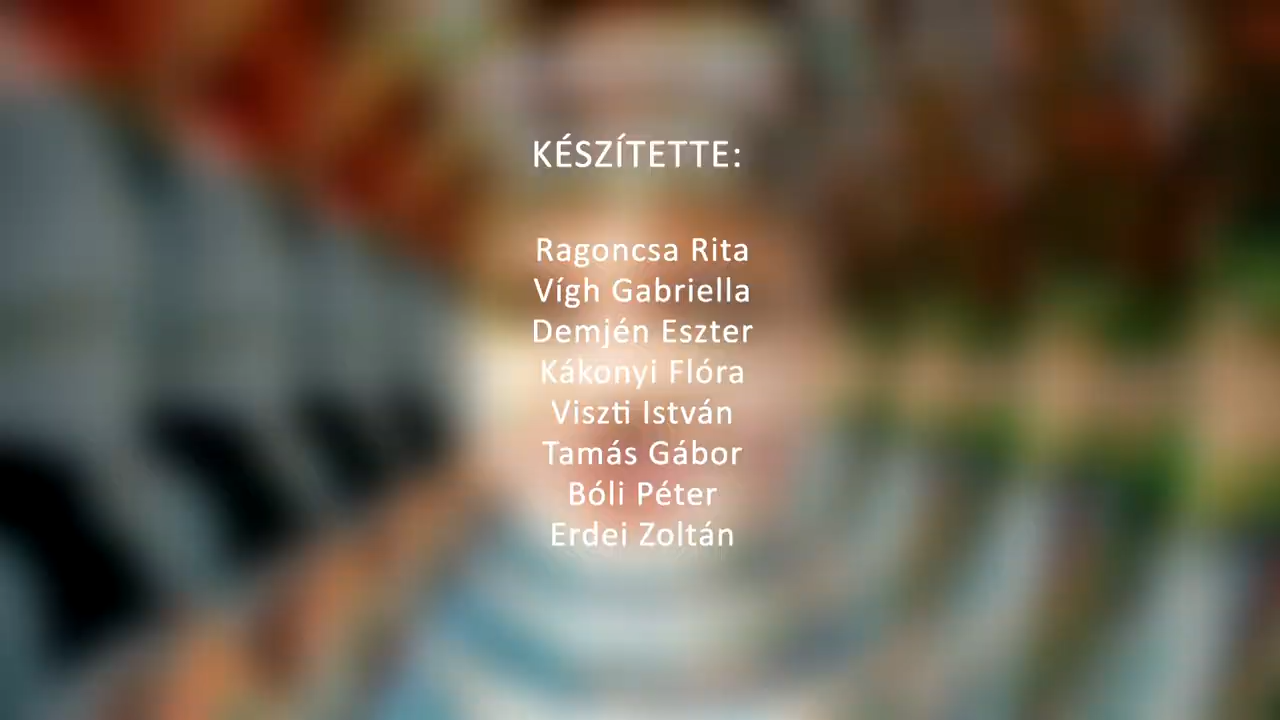 KÉSZÍTETTE:
Ragoncsa Rita
Vígh Gabriella
Demjén Eszter
Kákonyi Flóra
Viszti István
Tamás Gábor
Bóli Péter
Erdei Zoltán